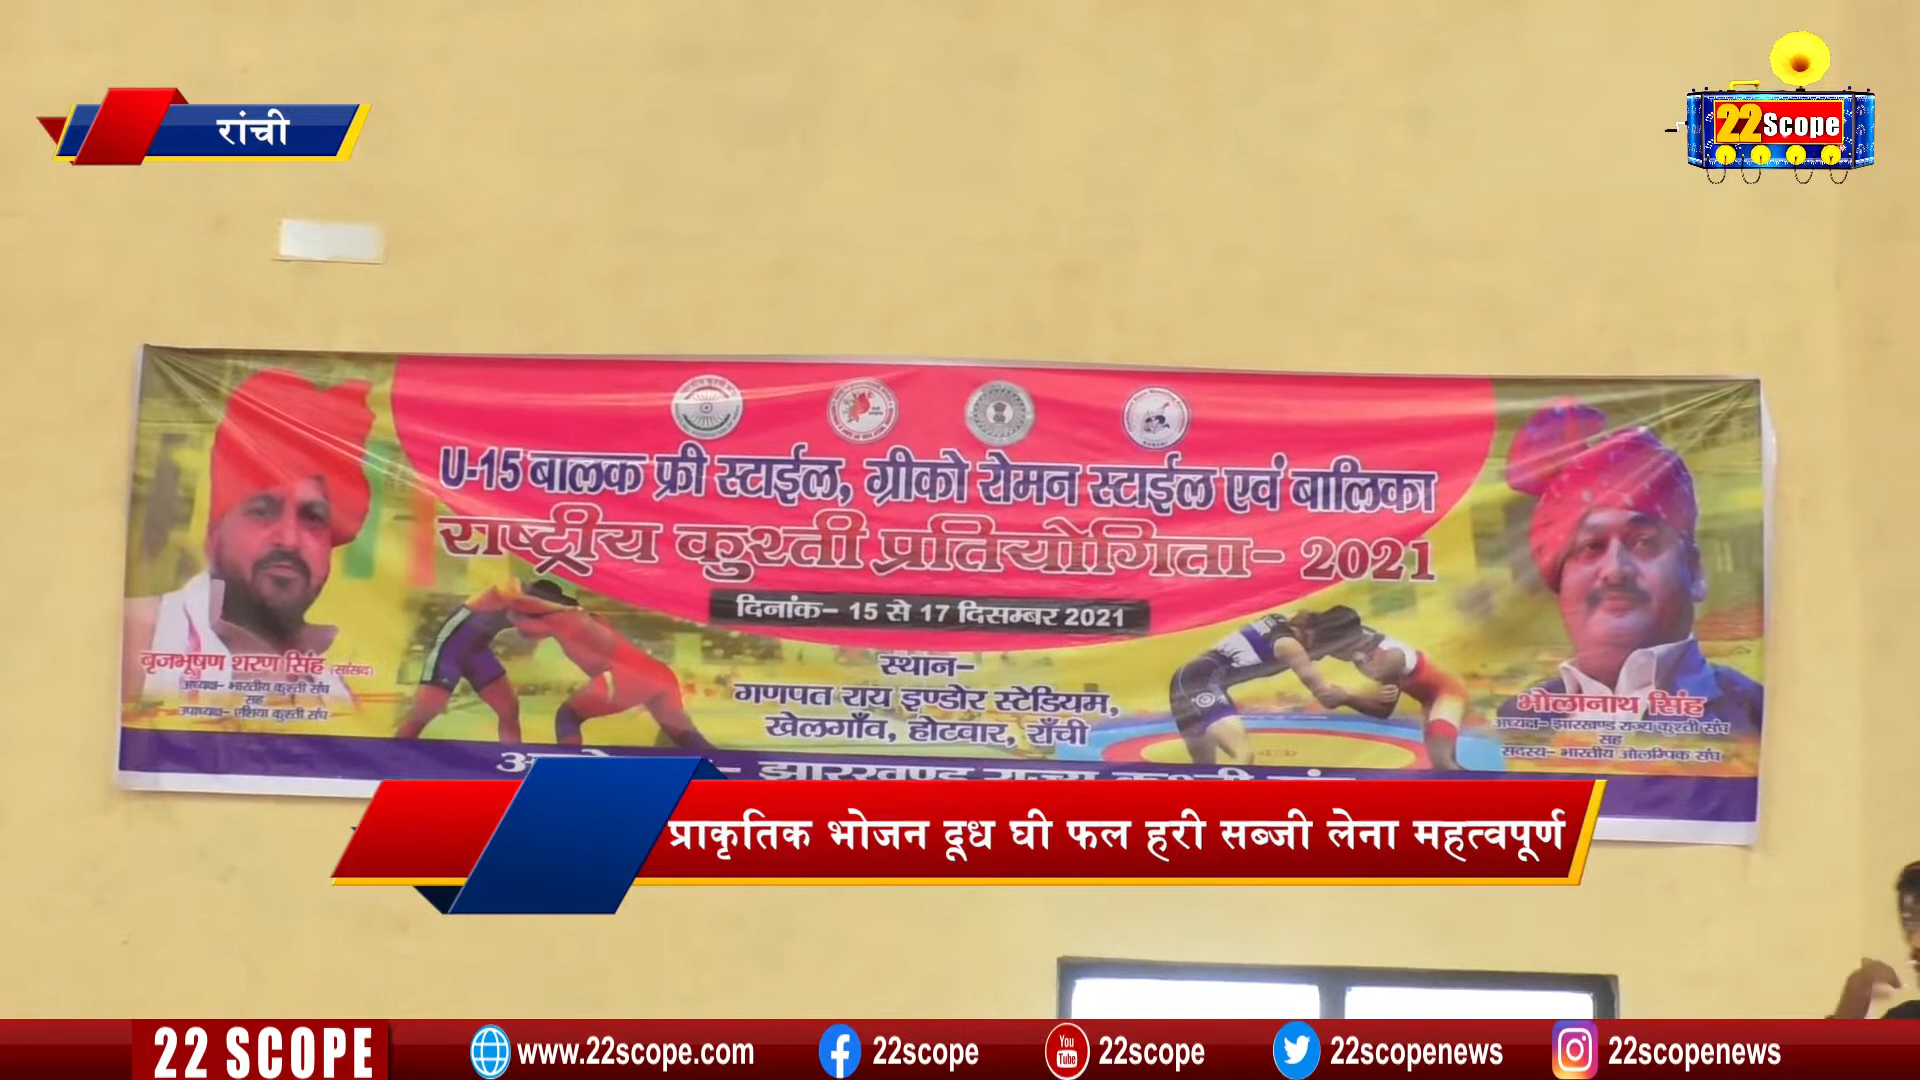 रांची
22Scope
U-15 बालक फ्री स्टाईल, ग्रीको रोमन स्टाईल एवं बालिका
राष्ट्रीय कुश्ती प्रतियोगिता- 2021
दिनांक- 15 से 17 दिसम्बर 2021
स्थान-
गणपत राय इण्डोर स्टेडियम,
खेलगाँव, होटवार, राँची
बृजभूषण शरण सिंह (सांसद)
अध्यक्ष- भारतीय कुश्ती संघ
सह
उपाध्यक्ष- एशिया कुश्ती संघ
भोलानाथ सिंह
अध्यक्ष- झारखण्ड राज्य कुश्ती संघ
सह
सदस्य- भारतीय ओलम्पिक संघ
झारखण्ड राज्य कुश्ती संघ
प्राकृतिक भोजन दूध घी फल हरी सब्जी लेना महत्वपूर्ण
22 SCOPE
www.22scope.com
22scope
You Tube
22scope
22scopenews
22scopenews